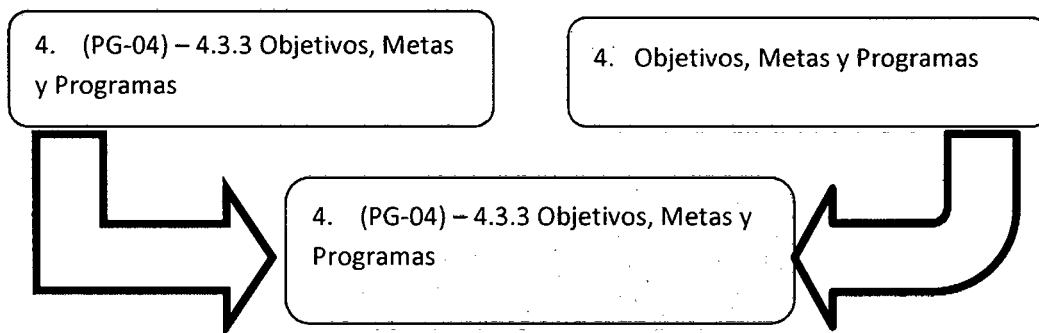 4. (PG-04) – 4.3.3 Objetivos, Metas
y Programas
4. Objetivos, Metas y Programas
4. (PG-04) – 4.3.3 Objetivos, Metas y
Programas